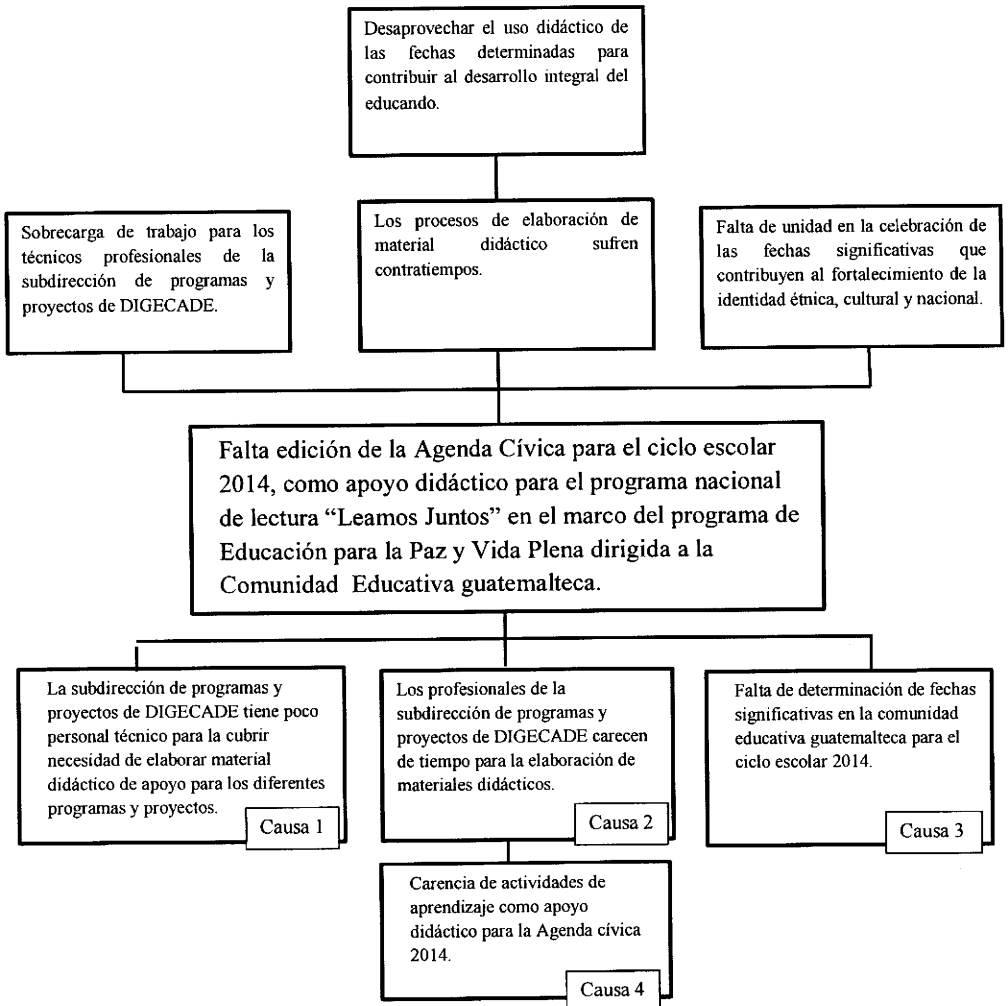 Desaprovechar el uso didáctico de
las fechas determinadas para
contribuir al desarrollo integral del
educando.
Sobrecarga de trabajo para los
técnicos profesionales de la
subdirección de programas y
proyectos de DIGECADE.
Los procesos de elaboración de
material didáctico sufren
contratiempos.
Falta de unidad en la celebración de
las fechas significativas que
contribuyen al fortalecimiento de la
identidad étnica, cultural y nacional.
Falta edición de la Agenda Cívica para el ciclo escolar
2014, como apoyo didáctico para el programa nacional
de lectura “Leamos Juntos” en el marco del programa de
Educación para la Paz y Vida Plena dirigida a la
Comunidad Educativa guatemalteca.
La subdirección de programas y
proyectos de DIGECADE tiene poco
personal técnico para la cubrir
necesidad de elaborar material
didáctico de apoyo para los diferentes
programas y proyectos.
Causa 1
Los profesionales de la
subdirección de programas y
proyectos de DIGECADE carecen
de tiempo para la elaboración de
materiales didácticos.
Causa 2
Falta de determinación de fechas
significativas en la comunidad
educativa guatemalteca para el
ciclo escolar 2014.
Causa 3
Carencia de actividades de
aprendizaje como apoyo
didáctico para la Agenda cívica
2014.
Causa 4